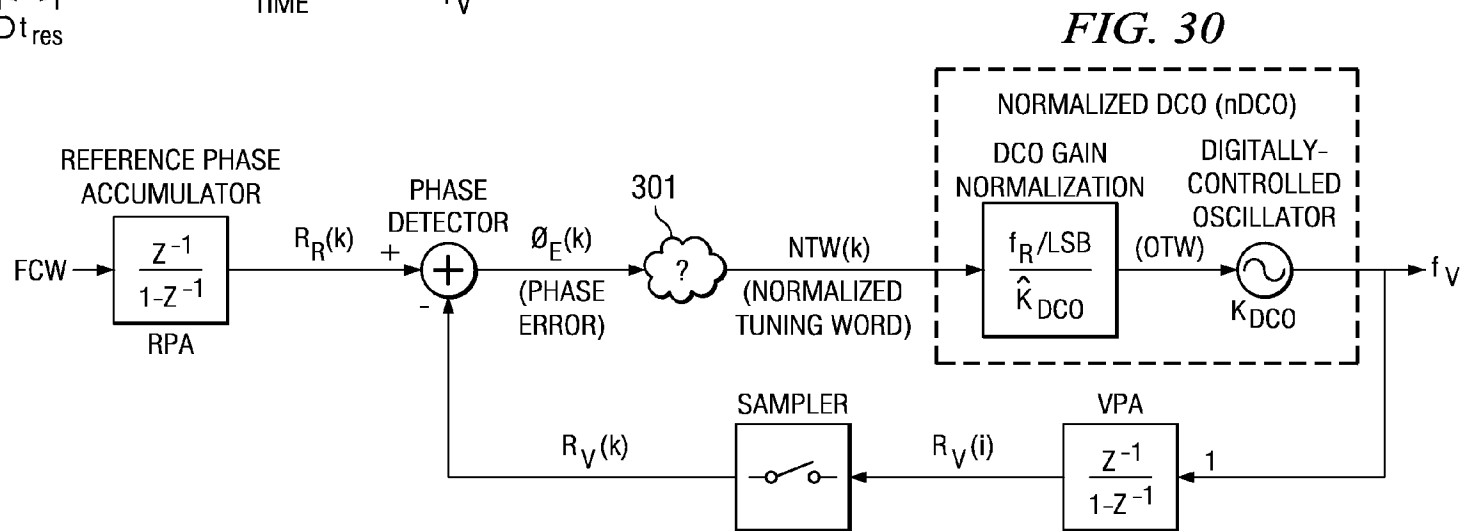 TIME
t res
FIG. 30
NORMALIZED DCO (nDCO)
REFERENCE PHASE
ACCUMULATOR
PHASE
DETECTOR
301
DCO GAIN
NORMALIZATION
DIGITALLY-
CONTROLLED
OSCILLATOR
FCW
Z⁻¹
1-Z⁻¹
RPA
R_R(k)
+
-
+
Ø_E(k)
(PHASE
ERROR)
?
NTW(k)
(NORMALIZED
TUNING WORD)
f_R/LSB
K̂_DCO
(OTW)
K_DCO
f_V
SAMPLER
VPA
R_V(k)
R_V(i)
Z⁻¹
1-Z⁻¹
1